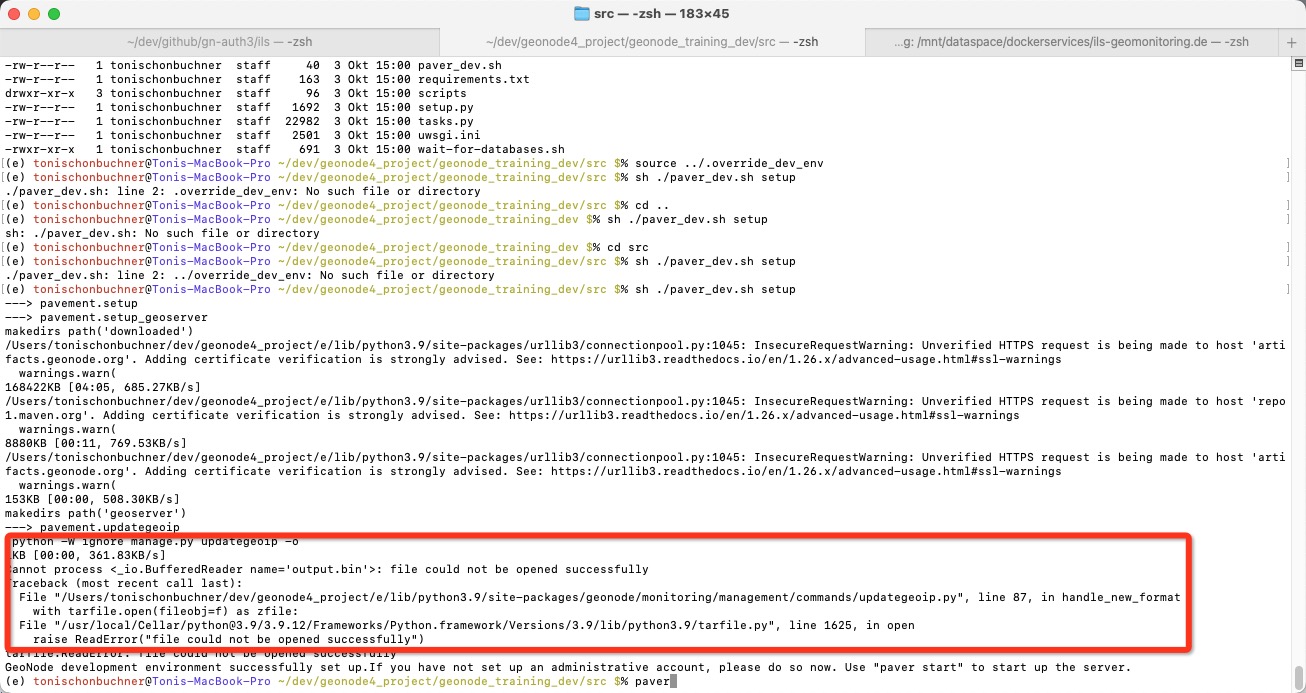 src — -zsh — 183×45
~/dev/github/gn-auth3/ils — -zsh
~/dev/geonode4_project/geonode_training_dev/src — -zsh
...g: /mnt/dataspace/dockerservices/ils-geomonitoring.de — -zsh
+
-rw-r--r--   1 tonischonbuchner  staff     40  3 Okt 15:00 paver_dev.sh
-rw-r--r--   1 tonischonbuchner  staff    163  3 Okt 15:00 requirements.txt
drwxr-xr-x   3 tonischonbuchner  staff     96  3 Okt 15:00 scripts
-rw-r--r--   1 tonischonbuchner  staff   1692  3 Okt 15:00 setup.py
-rw-r--r--   1 tonischonbuchner  staff  22982  3 Okt 15:00 tasks.py
-rw-r--r--   1 tonischonbuchner  staff   2501  3 Okt 15:00 uwsgi.ini
-rwxr-xr-x   1 tonischonbuchner  staff    691  3 Okt 15:00 wait-for-databases.sh
[(e) tonischonbuchner@Tonis-MacBook-Pro ~/dev/geonode4_project/geonode_training_dev/src $% source ../.override_dev_env ]
[(e) tonischonbuchner@Tonis-MacBook-Pro ~/dev/geonode4_project/geonode_training_dev/src $% sh ./paver_dev.sh setup ]
./paver_dev.sh: line 2: .override_dev_env: No such file or directory
[(e) tonischonbuchner@Tonis-MacBook-Pro ~/dev/geonode4_project/geonode_training_dev/src $% cd .. ]
[(e) tonischonbuchner@Tonis-MacBook-Pro ~/dev/geonode4_project/geonode_training_dev $% sh ./paver_dev.sh setup ]
sh: ./paver_dev.sh: No such file or directory
[(e) tonischonbuchner@Tonis-MacBook-Pro ~/dev/geonode4_project/geonode_training_dev $% cd src ]
[(e) tonischonbuchner@Tonis-MacBook-Pro ~/dev/geonode4_project/geonode_training_dev/src $% sh ./paver_dev.sh setup ]
./paver_dev.sh: line 2: ../override_dev_env: No such file or directory
[(e) tonischonbuchner@Tonis-MacBook-Pro ~/dev/geonode4_project/geonode_training_dev/src $% sh ./paver_dev.sh setup ]
---> pavement.setup
---> pavement.setup_geoserver
makedirs path('downloaded')
/Users/tonischonbuchner/dev/geonode4_project/e/lib/python3.9/site-packages/urllib3/connectionpool.py:1045: InsecureRequestWarning: Unverified HTTPS request is being made to host 'arti
facts.geonode.org'. Adding certificate verification is strongly advised. See: https://urllib3.readthedocs.io/en/1.26.x/advanced-usage.html#ssl-warnings
  warnings.warn(
168422KB [04:05, 685.27KB/s]
/Users/tonischonbuchner/dev/geonode4_project/e/lib/python3.9/site-packages/urllib3/connectionpool.py:1045: InsecureRequestWarning: Unverified HTTPS request is being made to host 'repo
1.maven.org'. Adding certificate verification is strongly advised. See: https://urllib3.readthedocs.io/en/1.26.x/advanced-usage.html#ssl-warnings
  warnings.warn(
8880KB [00:11, 769.53KB/s]
/Users/tonischonbuchner/dev/geonode4_project/e/lib/python3.9/site-packages/urllib3/connectionpool.py:1045: InsecureRequestWarning: Unverified HTTPS request is being made to host 'arti
facts.geonode.org'. Adding certificate verification is strongly advised. See: https://urllib3.readthedocs.io/en/1.26.x/advanced-usage.html#ssl-warnings
  warnings.warn(
153KB [00:00, 508.30KB/s]
makedirs path('geoserver')
---> pavement.updategeoip
python -W ignore manage.py updategeoip -o
1KB [00:00, 361.83KB/s]
Cannot process <_io.BufferedReader name='output.bin'>: file could not be opened successfully
Traceback (most recent call last):
  File "/Users/tonischonbuchner/dev/geonode4_project/e/lib/python3.9/site-packages/geonode/monitoring/management/commands/updategeoip.py", line 87, in handle_new_format
    with tarfile.open(fileobj=f) as zfile:
  File "/usr/local/Cellar/python@3.9/3.9.12/Frameworks/Python.framework/Versions/3.9/lib/python3.9/tarfile.py", line 1625, in open
    raise ReadError("file could not be opened successfully")
tarfile.ReadError: file could not be opened successfully
GeoNode development environment successfully set up.If you have not set up an administrative account, please do so now. Use "paver start" to start up the server.
(e) tonischonbuchner@Tonis-MacBook-Pro ~/dev/geonode4_project/geonode_training_dev/src $% paver